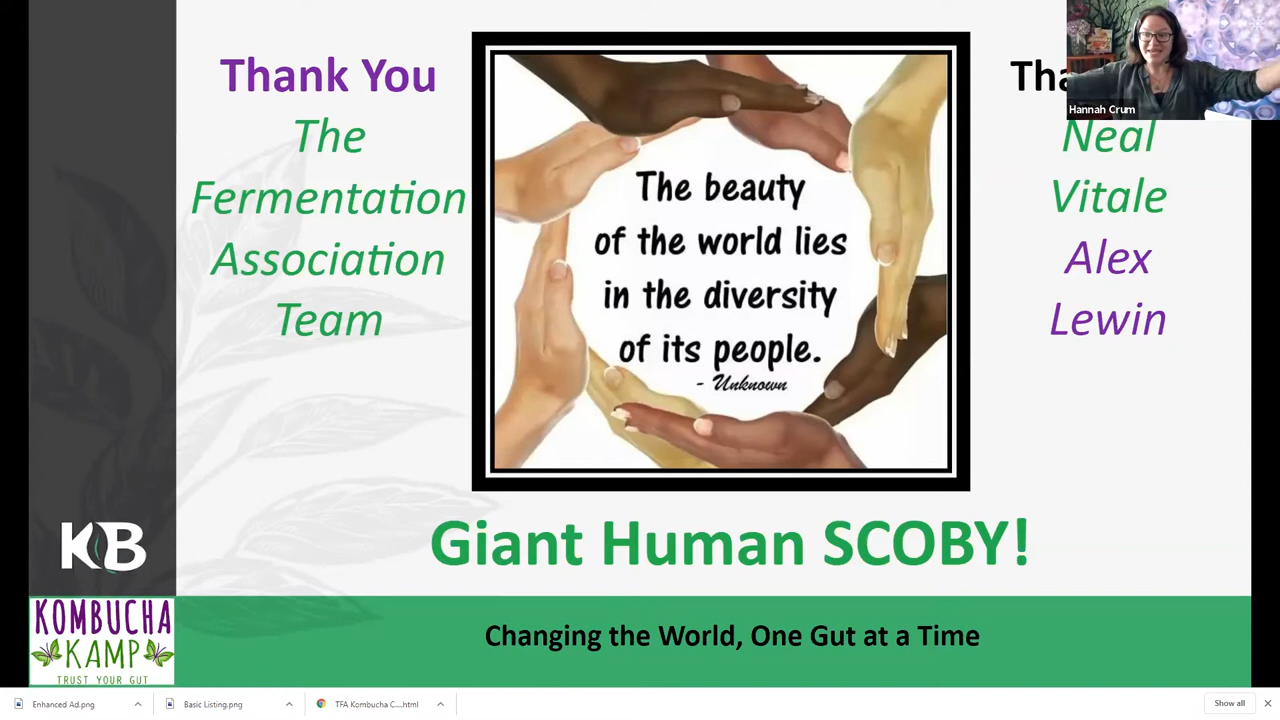 Thank You
The
Fermentation
Association
Team
The beauty
of the world lies
in the diversity
of its people.
- Unknown
Hannah Crum
Neal
Vitale
Alex
Lewin
Giant Human SCOBY!
KB
KOMBUCHA
KAMP
TRUST YOUR GUT
Changing the World, One Gut at a Time
Enhanced Ad.png
Basic Listing.png
TFA Kombucha C....html
Show all